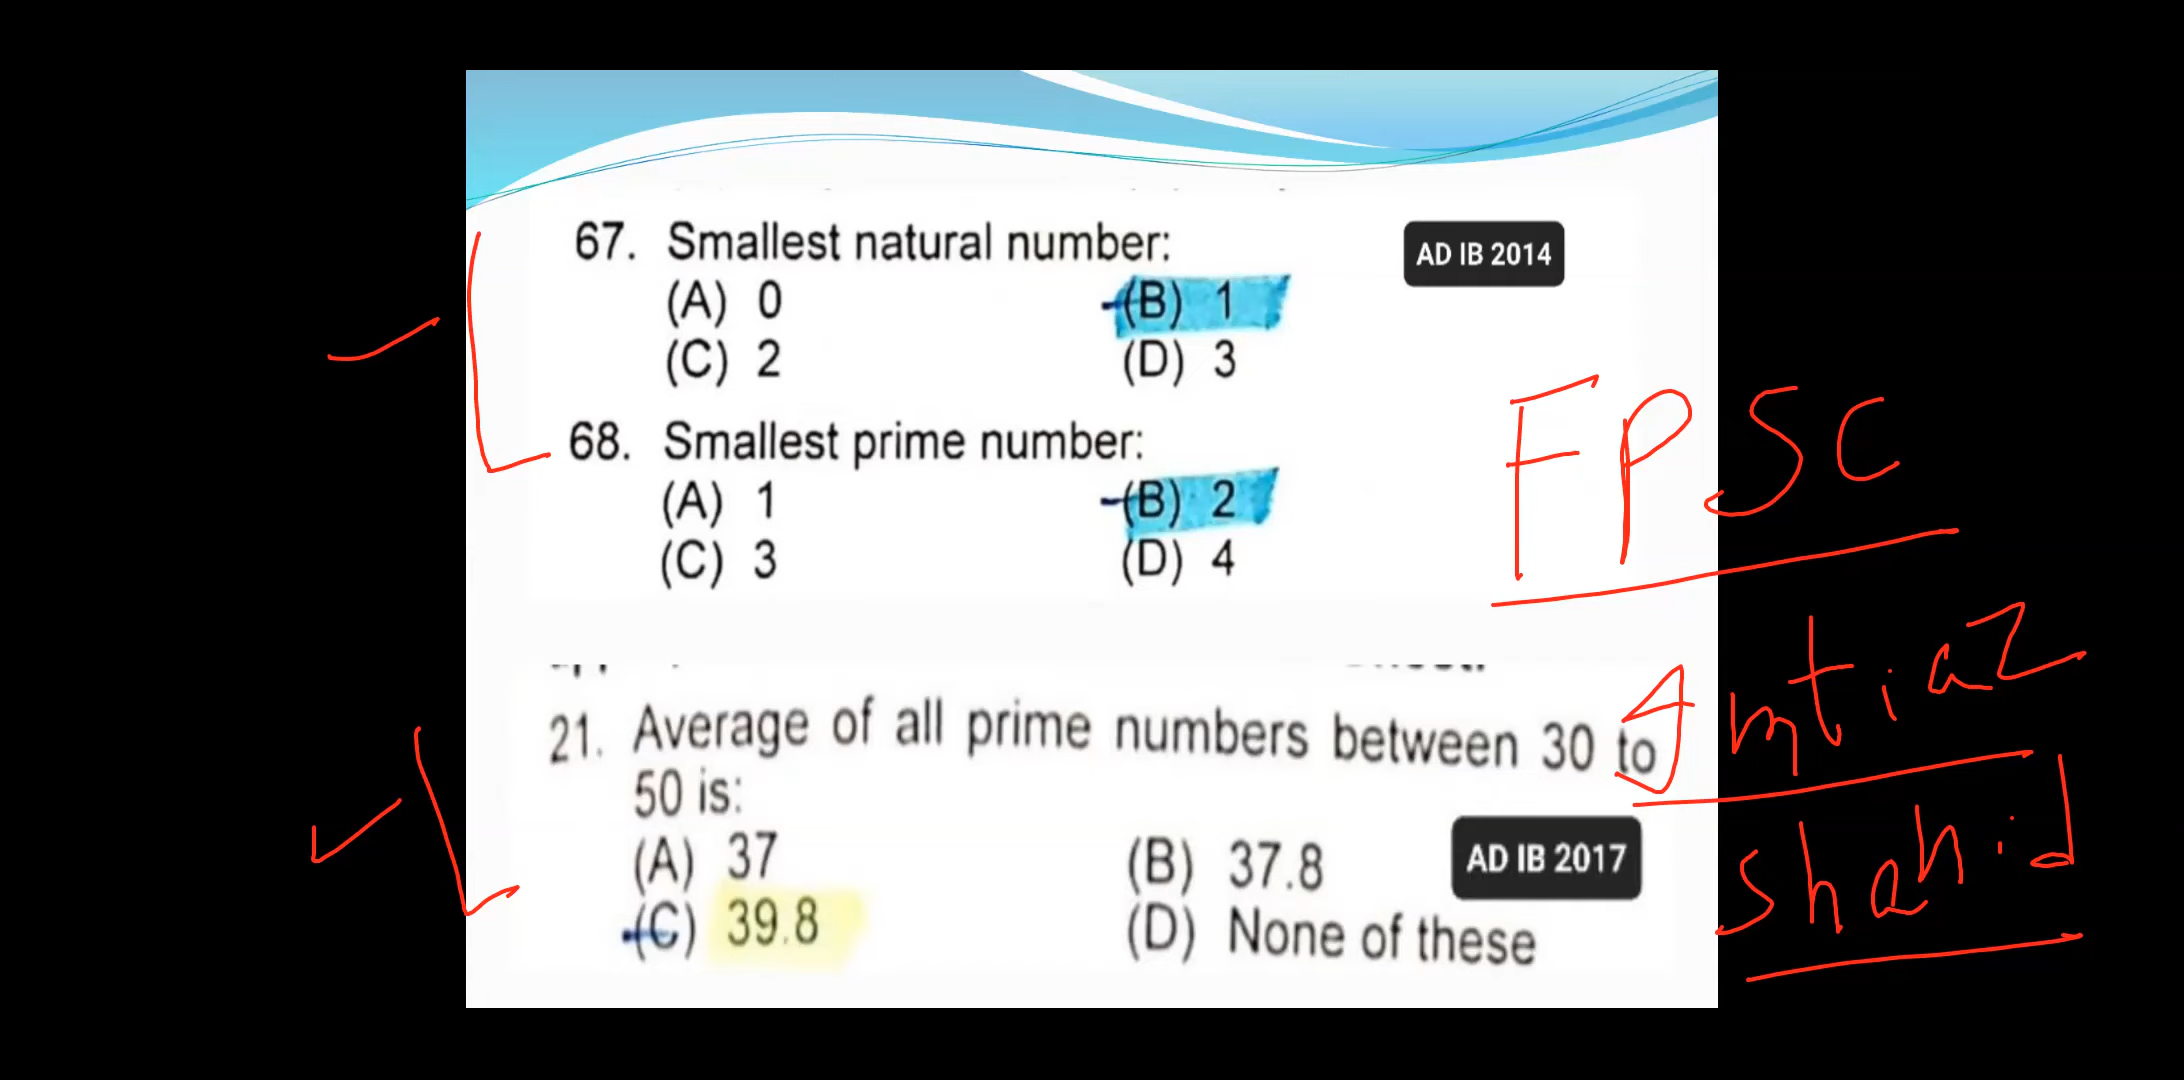 67. Smallest natural number:
AD IB 2014
(A) 0 (B) 1
(C) 2 (D) 3
68. Smallest prime number:
(A) 1 (B) 2
(C) 3 (D) 4
FPSC
21. Average of all prime numbers between 30 to
50 is:
(A) 37 (B) 37.8
AD IB 2017
(C) 39.8 (D) None of these
Imtiaz
Shahid